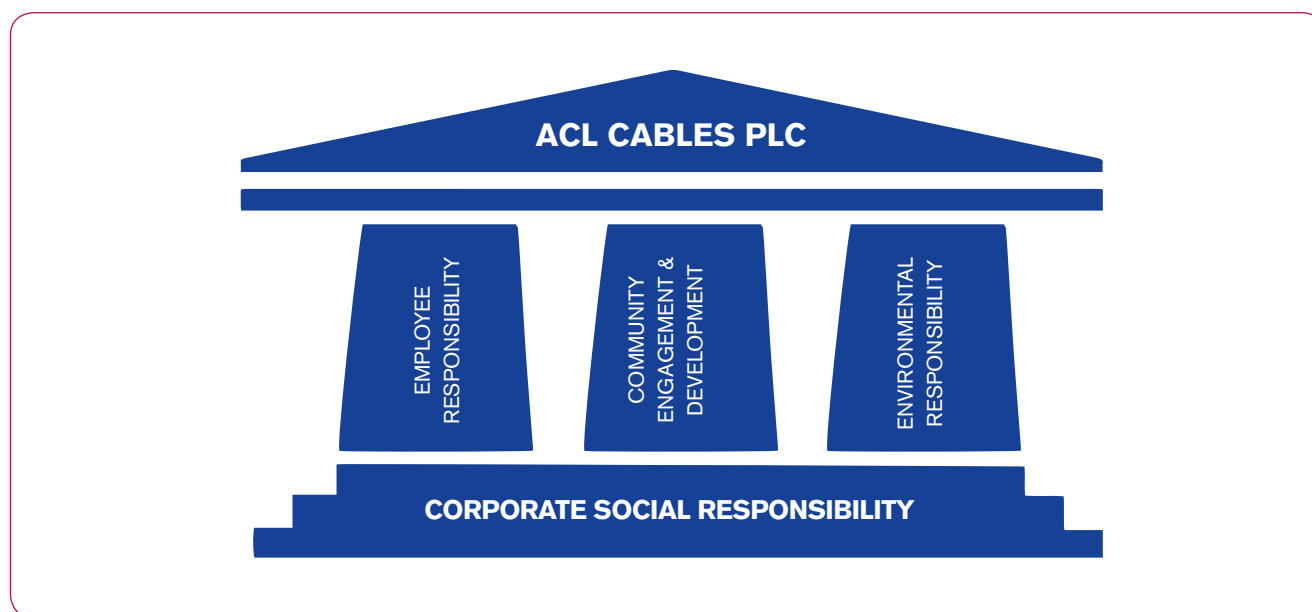 ACL CABLES PLC
EMPLOYEE
RESPONSIBILITY
COMMUNITY
ENGAGEMENT &
DEVELOPMENT
ENVIRONMENTAL
RESPONSIBILITY
CORPORATE SOCIAL RESPONSIBILITY